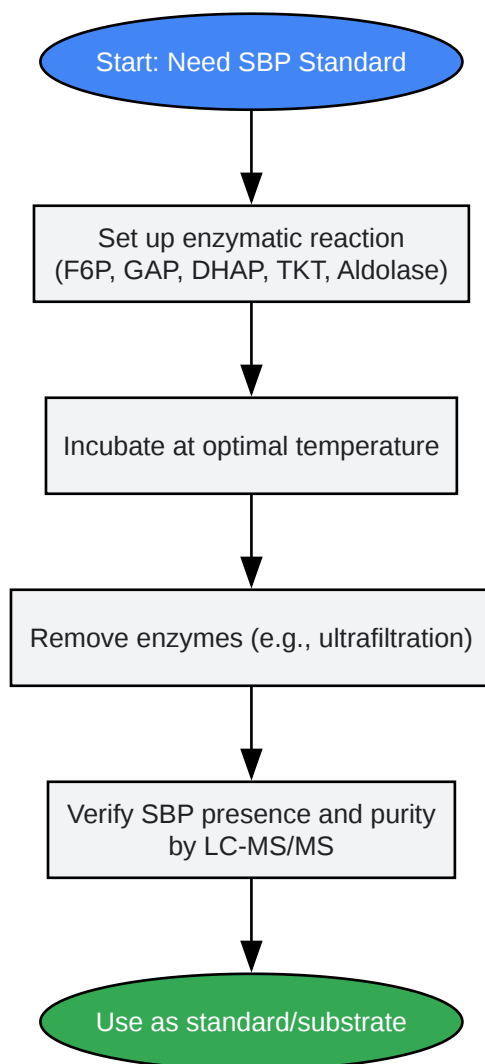 Start: Need SBP Standard
Set up enzymatic reaction
(F6P, GAP, DHAP, TKT, Aldolase)
Incubate at optimal temperature
Remove enzymes (e.g., ultrafiltration)
Verify SBP presence and purity
by LC-MS/MS
Use as standard/substrate